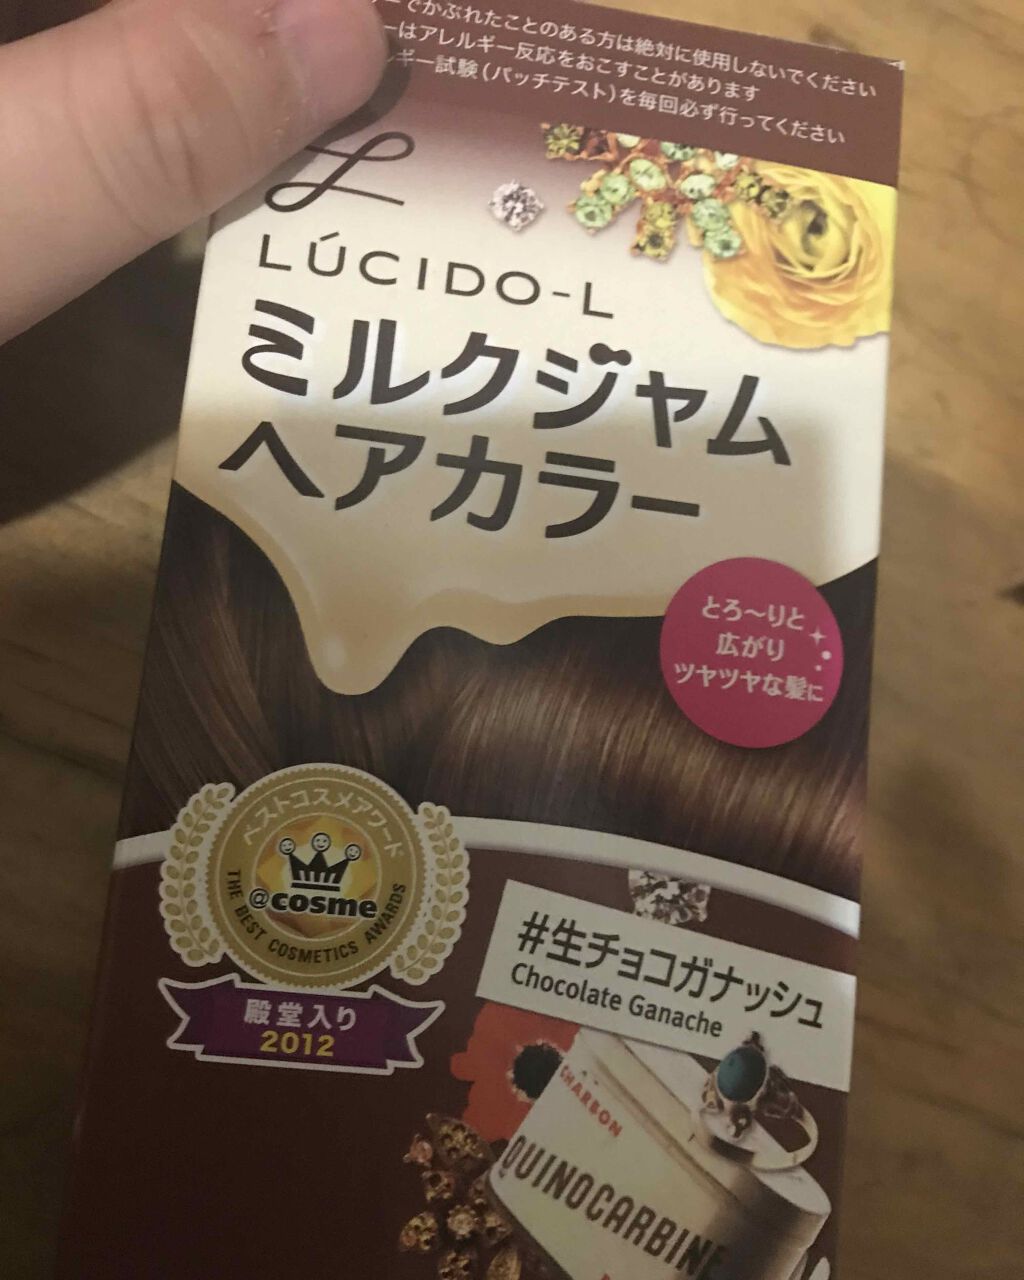 ーでかぶれたことのある方は絶対に使用しないでください
ーはアレルギー反応をおこすことがあります
ギー試験(パッチテスト)を毎回必ず行ってください
LÚCIDO-L
ミルクジャム
ヘアカラー
とろ〜りと
広がり
ツヤツヤな髪に
ベストコスメアワード
@cosme
THE BEST COSMETICS AWARDS
殿堂入り
2012
#生チョコガナッシュ
Chocolate Ganache
CHARBON
QUINOCARBINE